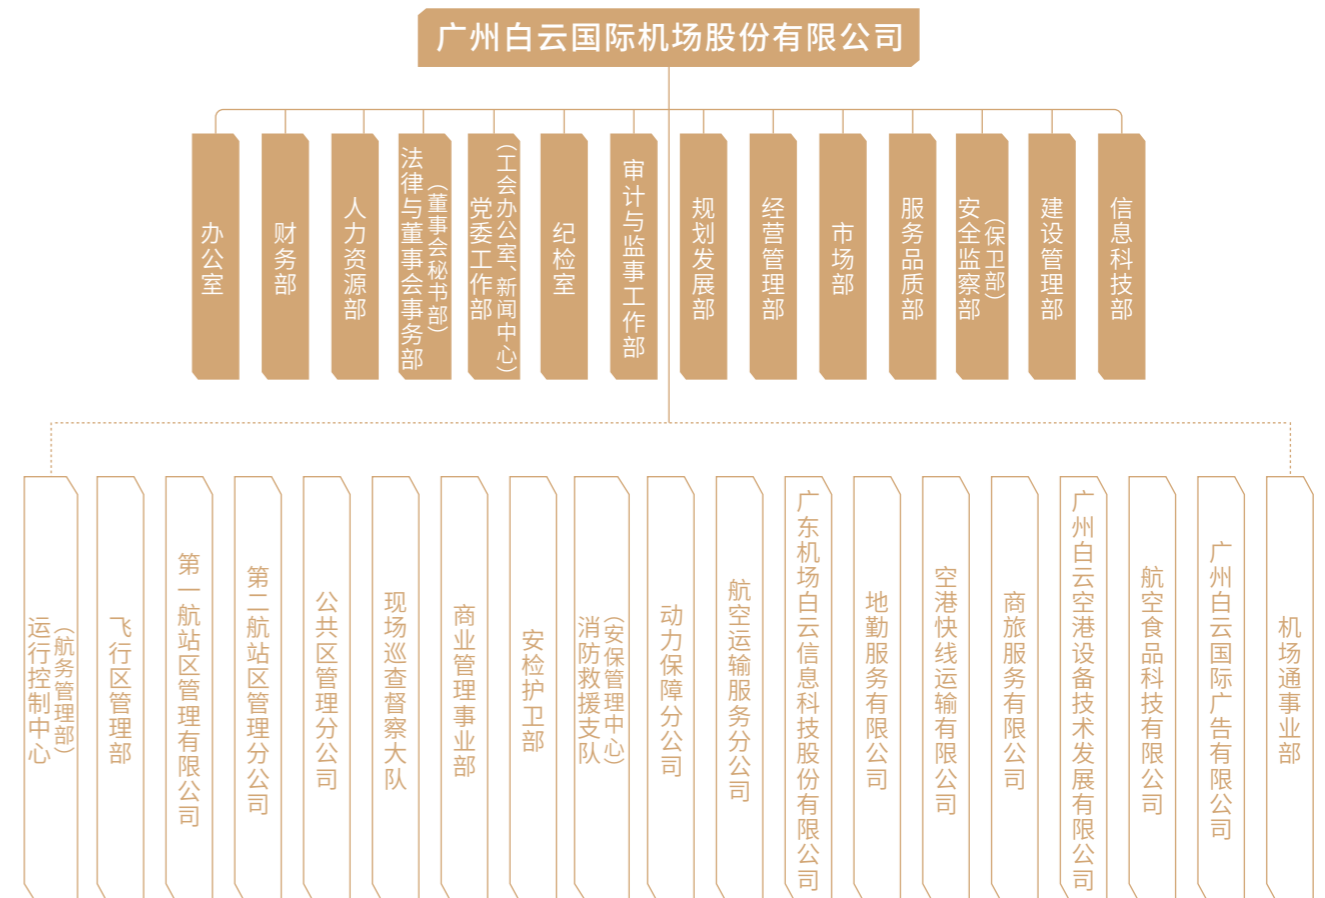 广州白云国际机场股份有限公司
办公室
财务部
人力资源部
法律与董事会事务部
（董事会秘书部）
党委工作部
（工会办公室、新闻中心）
纪检室
审计与监事工作部
规划发展部
经营管理部
市场部
服务品质部
安全监察部
（保卫部）
建设管理部
信息科技部
运行控制中心
（航务管理部）
飞行区管理部
第一航站区管理有限公司
第二航站区管理分公司
公共区管理分公司
现场巡查督察大队
商业管理事业部
安检护卫部
消防救援支队
（安保管理中心）
动力保障分公司
航空运输服务分公司
广东机场白云信息科技股份有限公司
地勤服务有限公司
空港快线运输有限公司
商旅服务有限公司
广州白云空港设备技术发展有限公司
航空食品科技有限公司
广州白云国际广告有限公司
机场通事业部